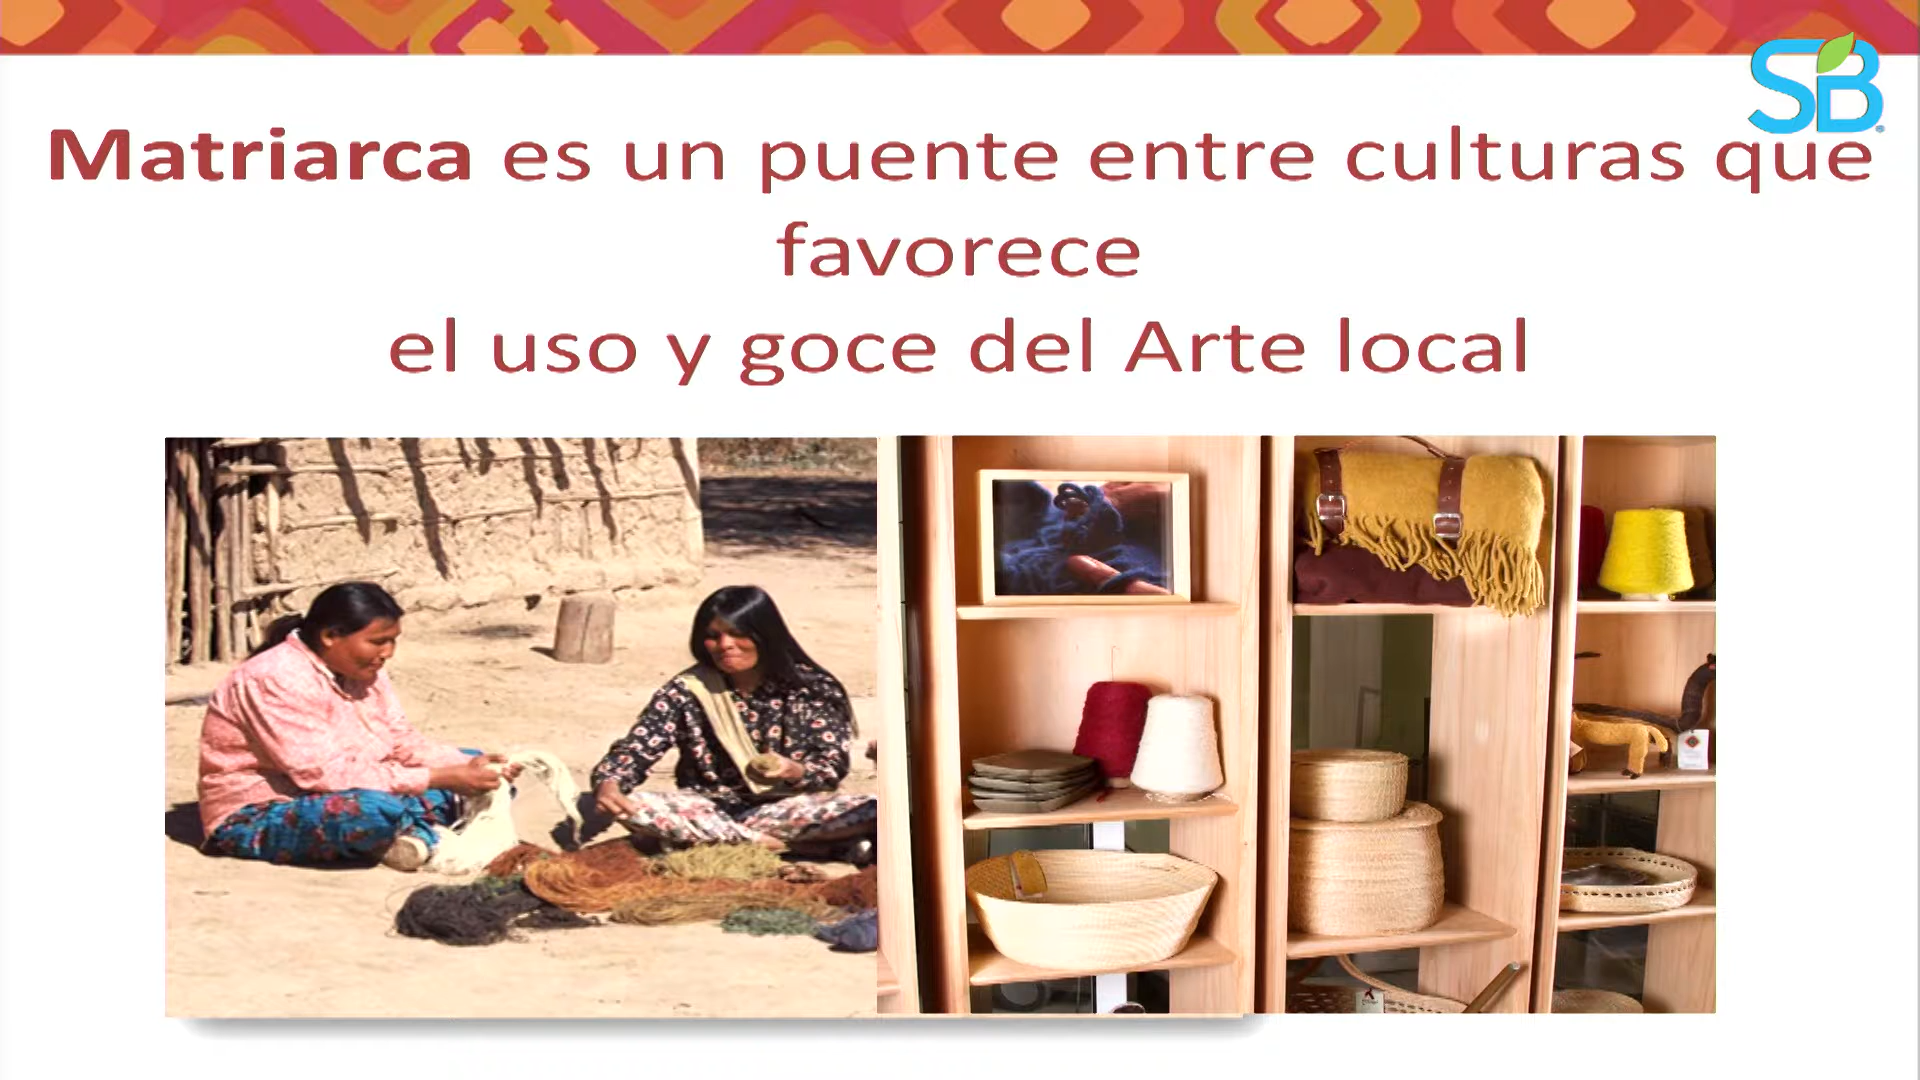 SB
Matriarca es un puente entre culturas que
favorece
el uso y goce del Arte local